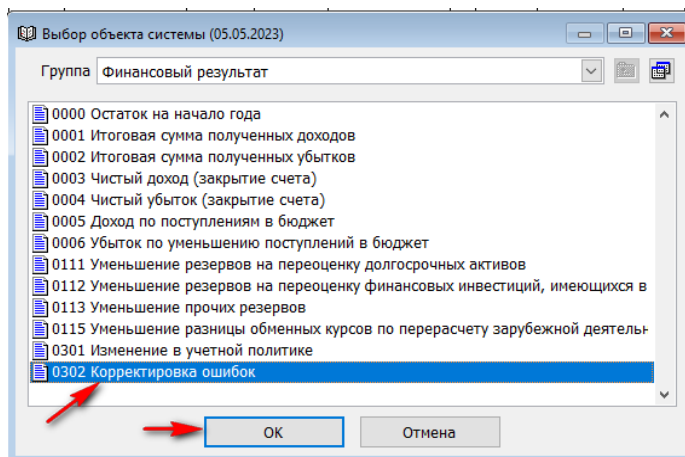 Выбор объекта системы (05.05.2023)
Группа Финансовый результат
0000 Остаток на начало года
0001 Итоговая сумма полученных доходов
0002 Итоговая сумма полученных убытков
0003 Чистый доход (закрытие счета)
0004 Чистый убыток (закрытие счета)
0005 Доход по поступлениям в бюджет
0006 Убыток по уменьшению поступлений в бюджет
0111 Уменьшение резервов на переоценку долгосрочных активов
0112 Уменьшение резервов на переоценку финансовых инвестиций, имеющихся в
0113 Уменьшение прочих резервов
0115 Уменьшение разницы обменных курсов по перерасчету зарубежной деятельн
0301 Изменение в учетной политике
0302 Корректировка ошибок
ОК Отмена